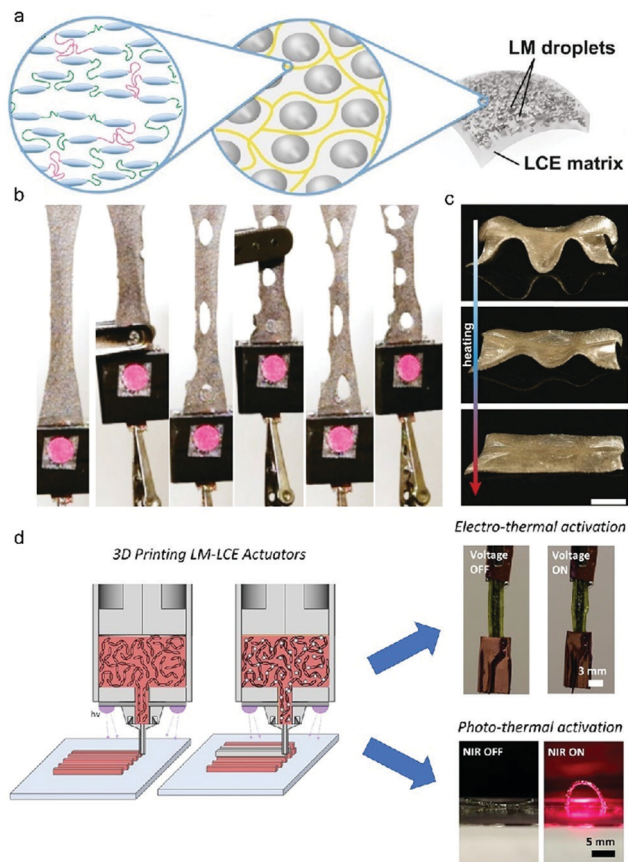 a
LM droplets
LCE matrix
b
c
heating
d
3D Printing LM-LCE Actuators
hν
Electro-thermal activation
Voltage
OFF
Voltage
ON
3 mm
Photo-thermal activation
NIR OFF
NIR ON
5 mm